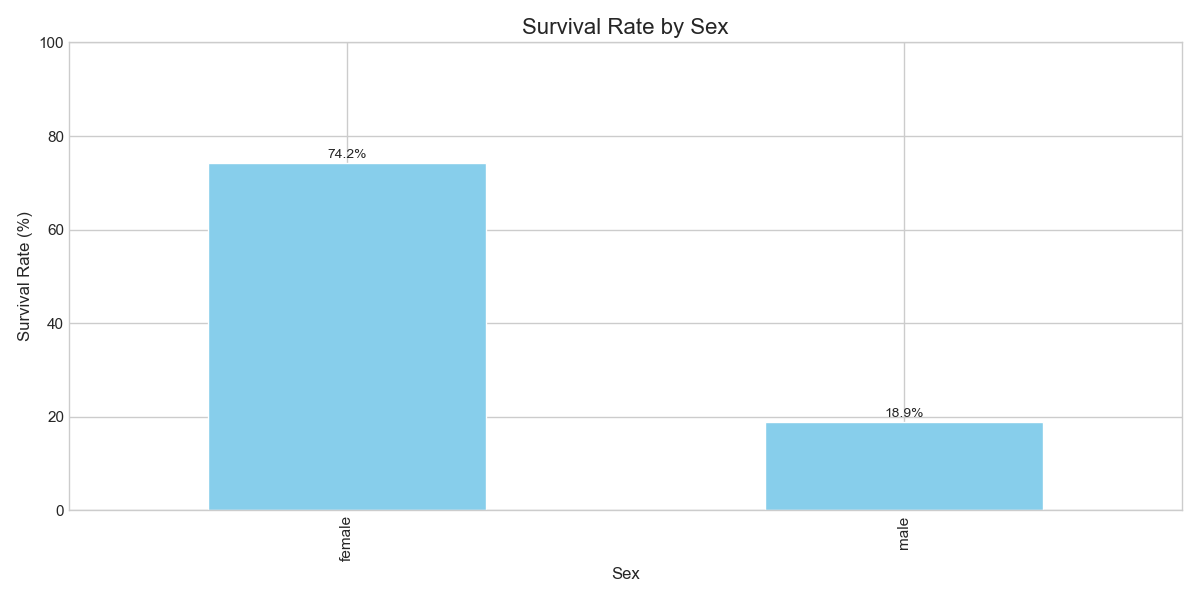 Survival Rate by Sex
100
80
60
40
20
0
Survival Rate (%)
74.2%
18.9%
female
male
Sex